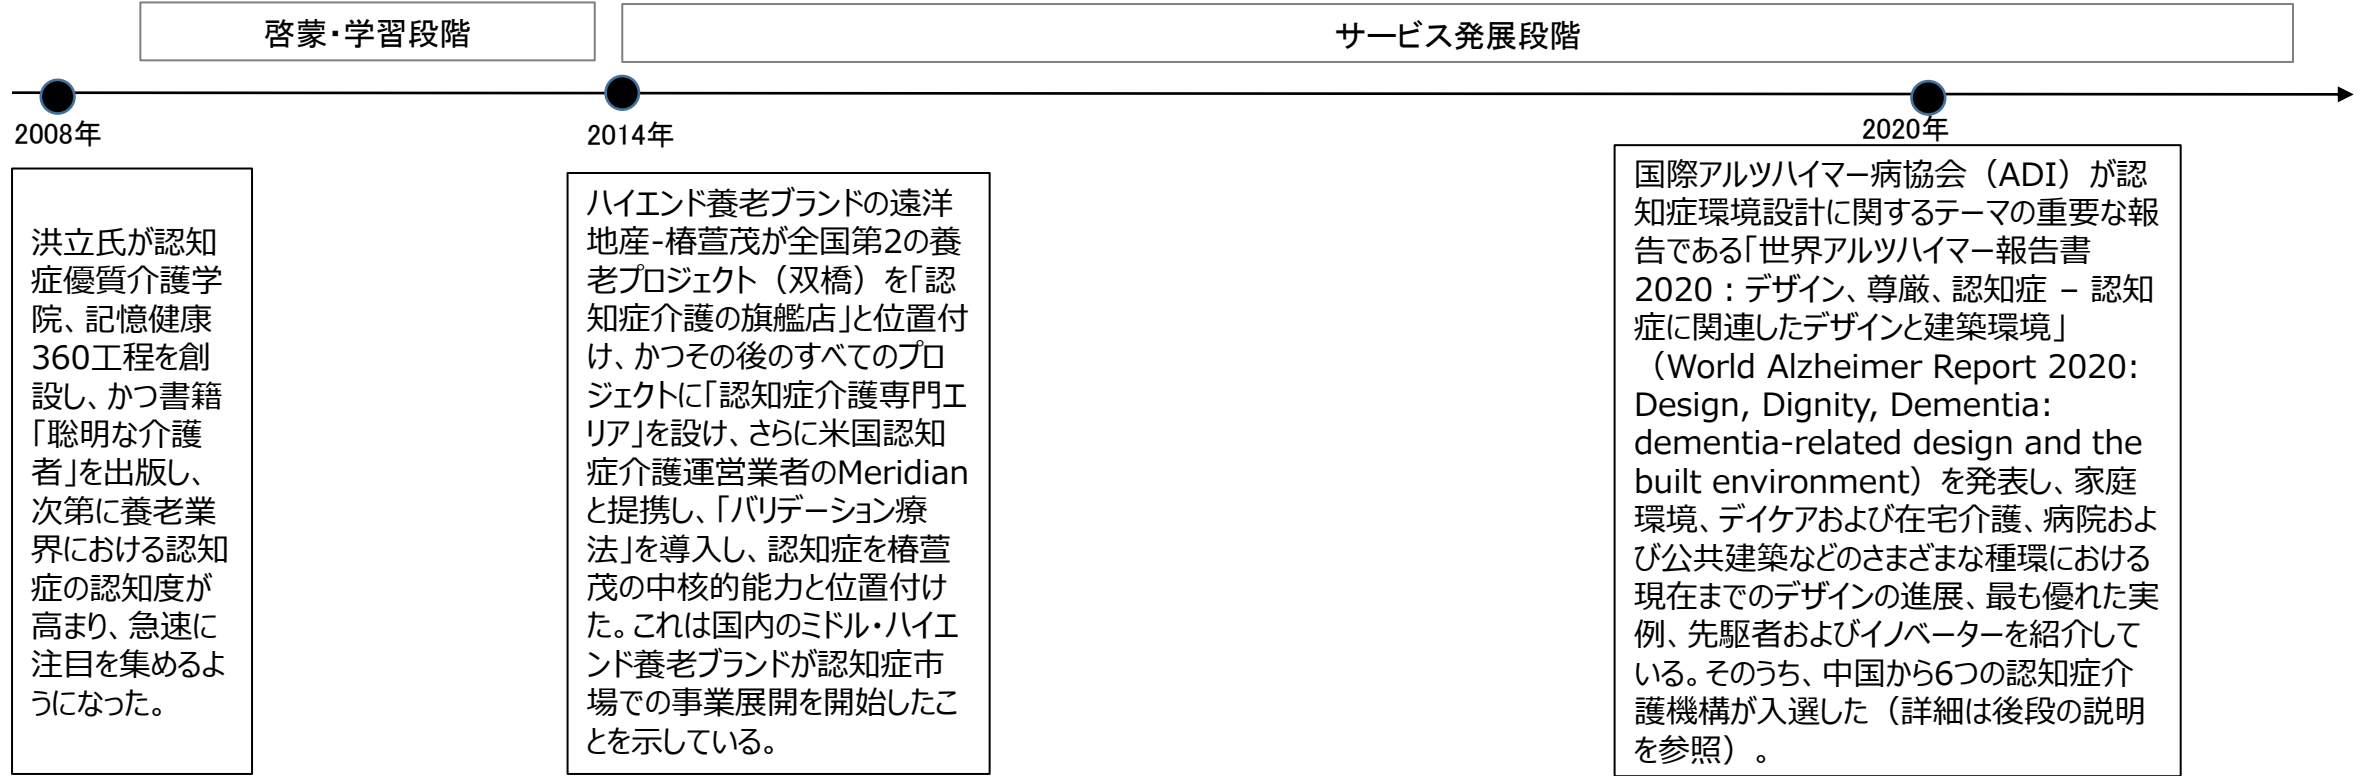 啓蒙・学習段階
サービス発展段階
2008年
2014年
2020年
洪立氏が認知
症優質介護学
院、記憶健康
360工程を創
設し、かつ書籍
「聡明な介護
者」を出版し、
次第に養老業
界における認知
症の認知度が
高まり、急速に
注目を集めるよ
うになった。
ハイエンド養老ブランドの遠洋
地産-椿萱茂が全国第2の養
老プロジェクト（双橋）を「認
知症介護の旗艦店」と位置付
け、かつその後のすべてのプロ
ジェクトに「認知症介護専門エ
リア」を設け、さらに米国認知
症介護運営業者のMeridian
と提携し、「バリデーション療
法」を導入し、認知症を椿萱
茂の中核的能力と位置付け
た。これは国内のミドル・ハイエ
ンド養老ブランドが認知症市
場での事業展開を開始したこ
とを示している。
国際アルツハイマー病協会（ADI）が認
知症環境設計に関するテーマの重要な報
告である「世界アルツハイマー報告書
2020：デザイン、尊厳、認知症 – 認知
症に関連したデザインと建築環境」
（World Alzheimer Report 2020:
Design, Dignity, Dementia:
dementia-related design and the
built environment）を発表し、家庭
環境、デイケアおよび在宅介護、病院およ
び公共建築などのさまざまな種環における
現在までのデザインの進展、最も優れた実
例、先駆者およびイノベーターを紹介して
いる。そのうち、中国から6つの認知症介
護機構が入選した（詳細は後段の説明
を参照）。